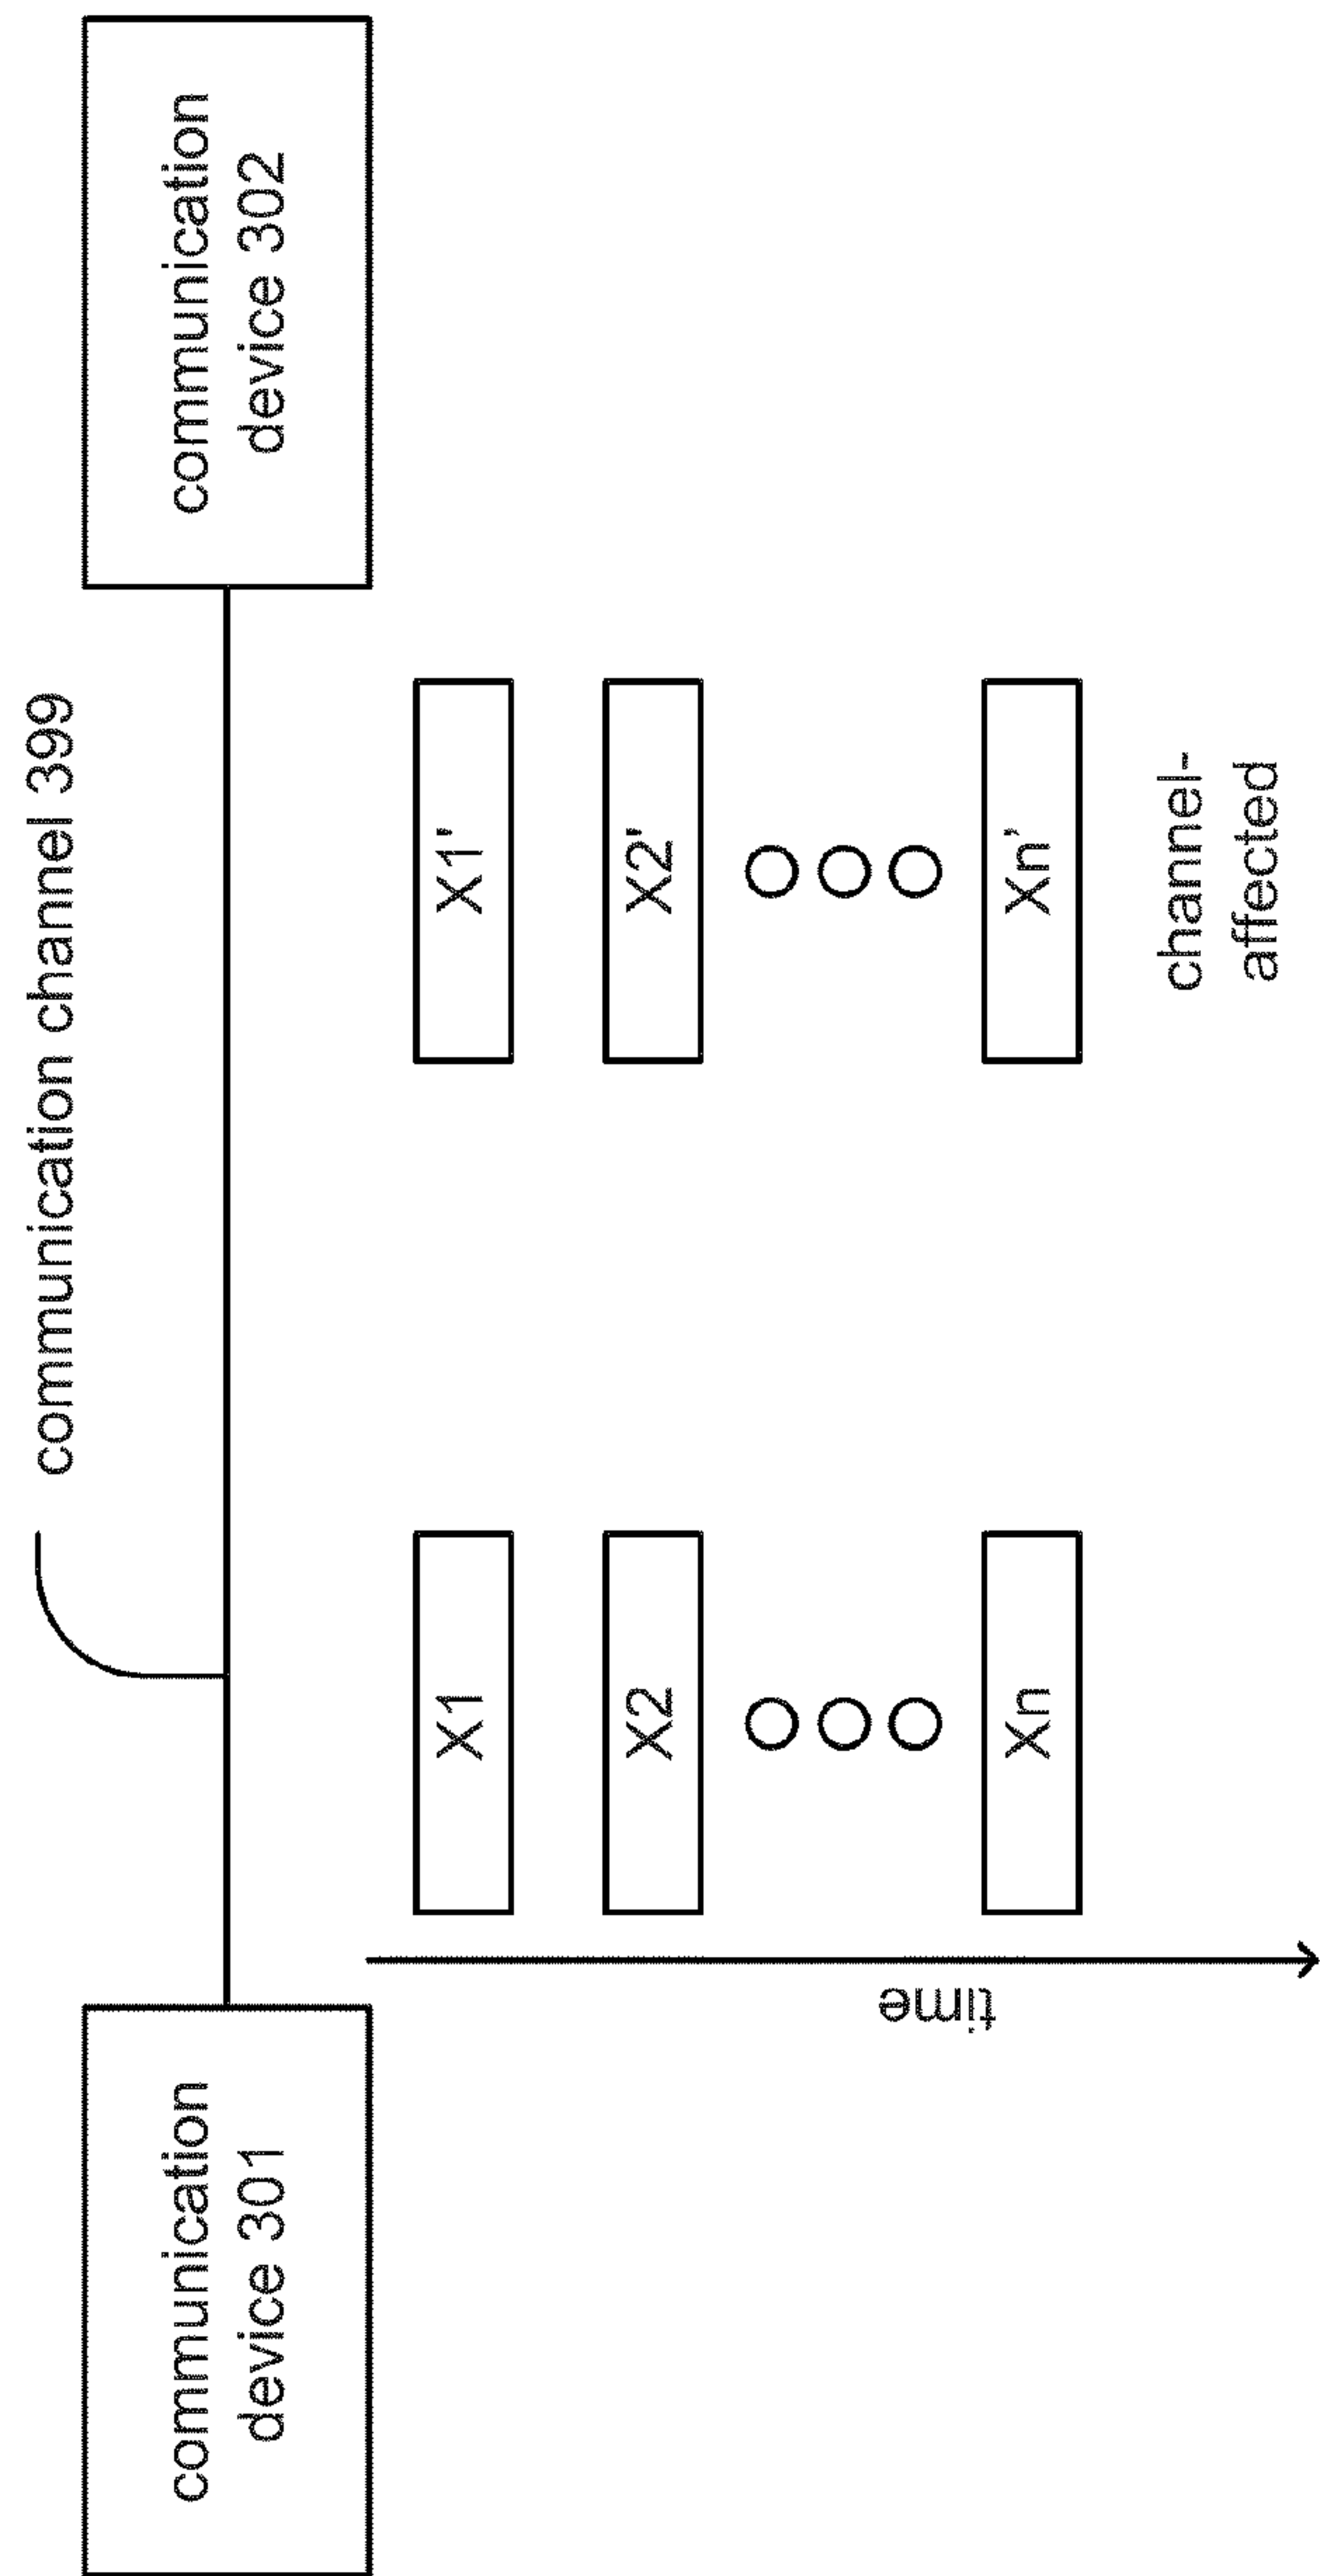 communication channel 399
communication
device 301
communication
device 302
time
X1
X1'
X2
X2'
Xn
Xn’
channel-
affected